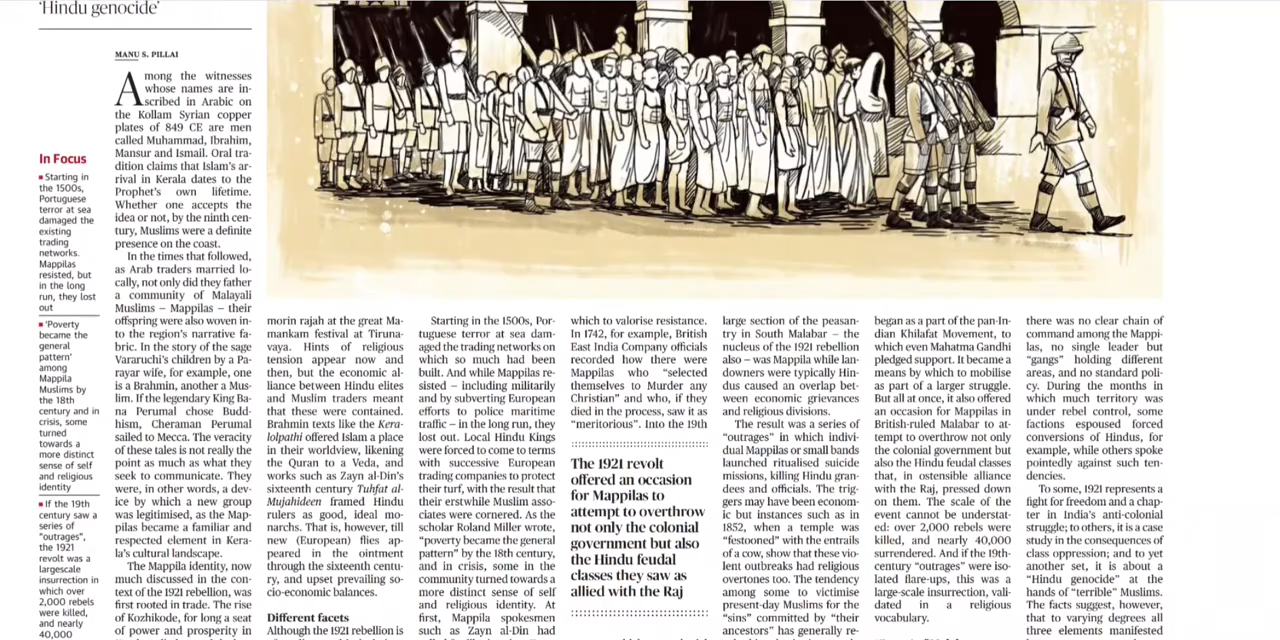 'Hindu genocide'
MANU S. PILLAI
Among the witnesses
whose names are in-
scribed in Arabic on
the Kollam Syrian copper
plates of 849 CE are men
called Muhammad, Ibrahim,
Mansur and Ismail. Oral tra-
dition claims that Islam's ar-
rival in Kerala dates to the
Prophet's own lifetime.
Whether one accepts the
idea or not, by the ninth cen-
tury, Muslims were a definite
presence on the coast.
In the times that followed,
as Arab traders married lo-
cally, not only did they father
a community of Malayali
Muslims – Mappilas – their
offspring were also woven in-
to the region's narrative fa-
bric. In the story of the sage
Vararuchi's children by a Pa-
rayar wife, for example, one
is a Brahmin, another a Mus-
lim. If the legendary King Ba-
na Perumal chose Budd-
hism, Cheraman Perumal
sailed to Mecca. The veracity
of these tales is not really the
point as much as what they
seek to communicate. They
were, in other words, a dev-
ice by which a new group
was legitimised, as the Map-
pilas became a familiar and
respected element in Kera-
la's cultural landscape.
The Mappila identity, now
much discussed in the con-
text of the 1921 rebellion, was
first rooted in trade. The rise
of Kozhikode, for long a seat
of power and prosperity in
In Focus
Starting in
the 1500s,
Portuguese
terror at sea
damaged the
existing
trading
networks.
Mappilas
resisted, but
in the long
run, they lost
out
'Poverty
became the
general
pattern'
among
Mappila
Muslims by
the 18th
century and in
crisis, some
turned
towards a
more distinct
sense of self
and religious
identity
If the 19th
century saw a
series of
"outrages",
the 1921
revolt was a
largescale
insurrection in
which over
2,000 rebels
were killed,
and nearly
40,000
morin rajah at the great Ma-
mankam festival at Tiruna-
vaya. Hints of religious
tension appear now and
then, but the economic al-
liance between Hindu elites
and Muslim traders meant
that these were contained.
Brahmin texts like the Kera-
lolpathi offered Islam a place
in their worldview, likening
the Quran to a Veda, and
works such as Zayn al-Din's
sixteenth century Tuhfat al-
Mujahideen framed Hindu
rulers as good, ideal mo-
narchs. That is, however, till
new (European) flies ap-
peared in the ointment
through the sixteenth centu-
ry, and upset prevailing so-
cio-economic balances.
Different facets
Although the 1921 rebellion is
Starting in the 1500s, Por-
tuguese terror at sea dam-
aged the trading networks on
which so much had been
built. And while Mappilas re-
sisted – including militarily
and by subverting European
efforts to police maritime
traffic – in the long run, they
lost out. Local Hindu Kings
were forced to come to terms
with successive European
trading companies to protect
their turf, with the result that
their erstwhile Muslim asso-
ciates were cornered. As the
scholar Roland Miller wrote,
"poverty became the general
pattern" by the 18th century,
and in crisis, some in the
community turned towards a
more distinct sense of self
and religious identity. At
first, Mappila spokesmen
such as Zayn al-Din had
which to valorise resistance.
In 1742, for example, British
East India Company officials
recorded how there were
Mappilas who "selected
themselves to Murder any
Christian" and who, if they
died in the process, saw it as
"meritorious". Into the 19th
The 1921 revolt
offered an occasion
for Mappilas to
attempt to overthrow
not only the colonial
government but also
the Hindu feudal
classes they saw as
allied with the Raj
large section of the peasan-
try in South Malabar – the
nucleus of the 1921 rebellion
also – was Mappila while lan-
downers were typically Hin-
dus caused an overlap bet-
ween economic grievances
and religious divisions.
The result was a series of
"outrages" in which indivi-
dual Mappilas or small bands
launched ritualised suicide
missions, killing Hindu gran-
dees and officials. The trig-
gers may have been econom-
ic but instances such as in
1852, when a temple was
"festooned" with the entrails
of a cow, show that these vio-
lent outbreaks had religious
overtones too. The tendency
among some to victimise
present-day Muslims for the
"sins" committed by "their
ancestors" has generally re-
began as a part of the pan-In-
dian Khilafat Movement, to
which even Mahatma Gandhi
pledged support. It became a
means by which to mobilise
as part of a larger struggle.
But all at once, it also offered
an occasion for Mappilas in
British-ruled Malabar to at-
tempt to overthrow not only
the colonial government but
also the Hindu feudal classes
that, in ostensible alliance
with the Raj, pressed down
on them. The scale of the
event cannot be understat-
ed: over 2,000 rebels were
killed, and nearly 40,000
surrendered. And if the 19th-
century "outrages" were iso-
lated flare-ups, this was a
large-scale insurrection, vali-
dated in a religious
vocabulary.
there was no clear chain of
command among the Mappi-
las, no single leader but
"gangs" holding different
areas, and no standard poli-
cy. During the months in
which much territory was
under rebel control, some
factions espoused forced
conversions of Hindus, for
example, while others spoke
pointedly against such ten-
dencies.
To some, 1921 represents a
fight for freedom and a chap-
ter in India's anti-colonial
struggle; to others, it is a case
study in the consequences of
class oppression; and to yet
another set, it is about a
"Hindu genocide" at the
hands of "terrible" Muslims.
The facts suggest, however,
that to varying degrees all
three elements manifested